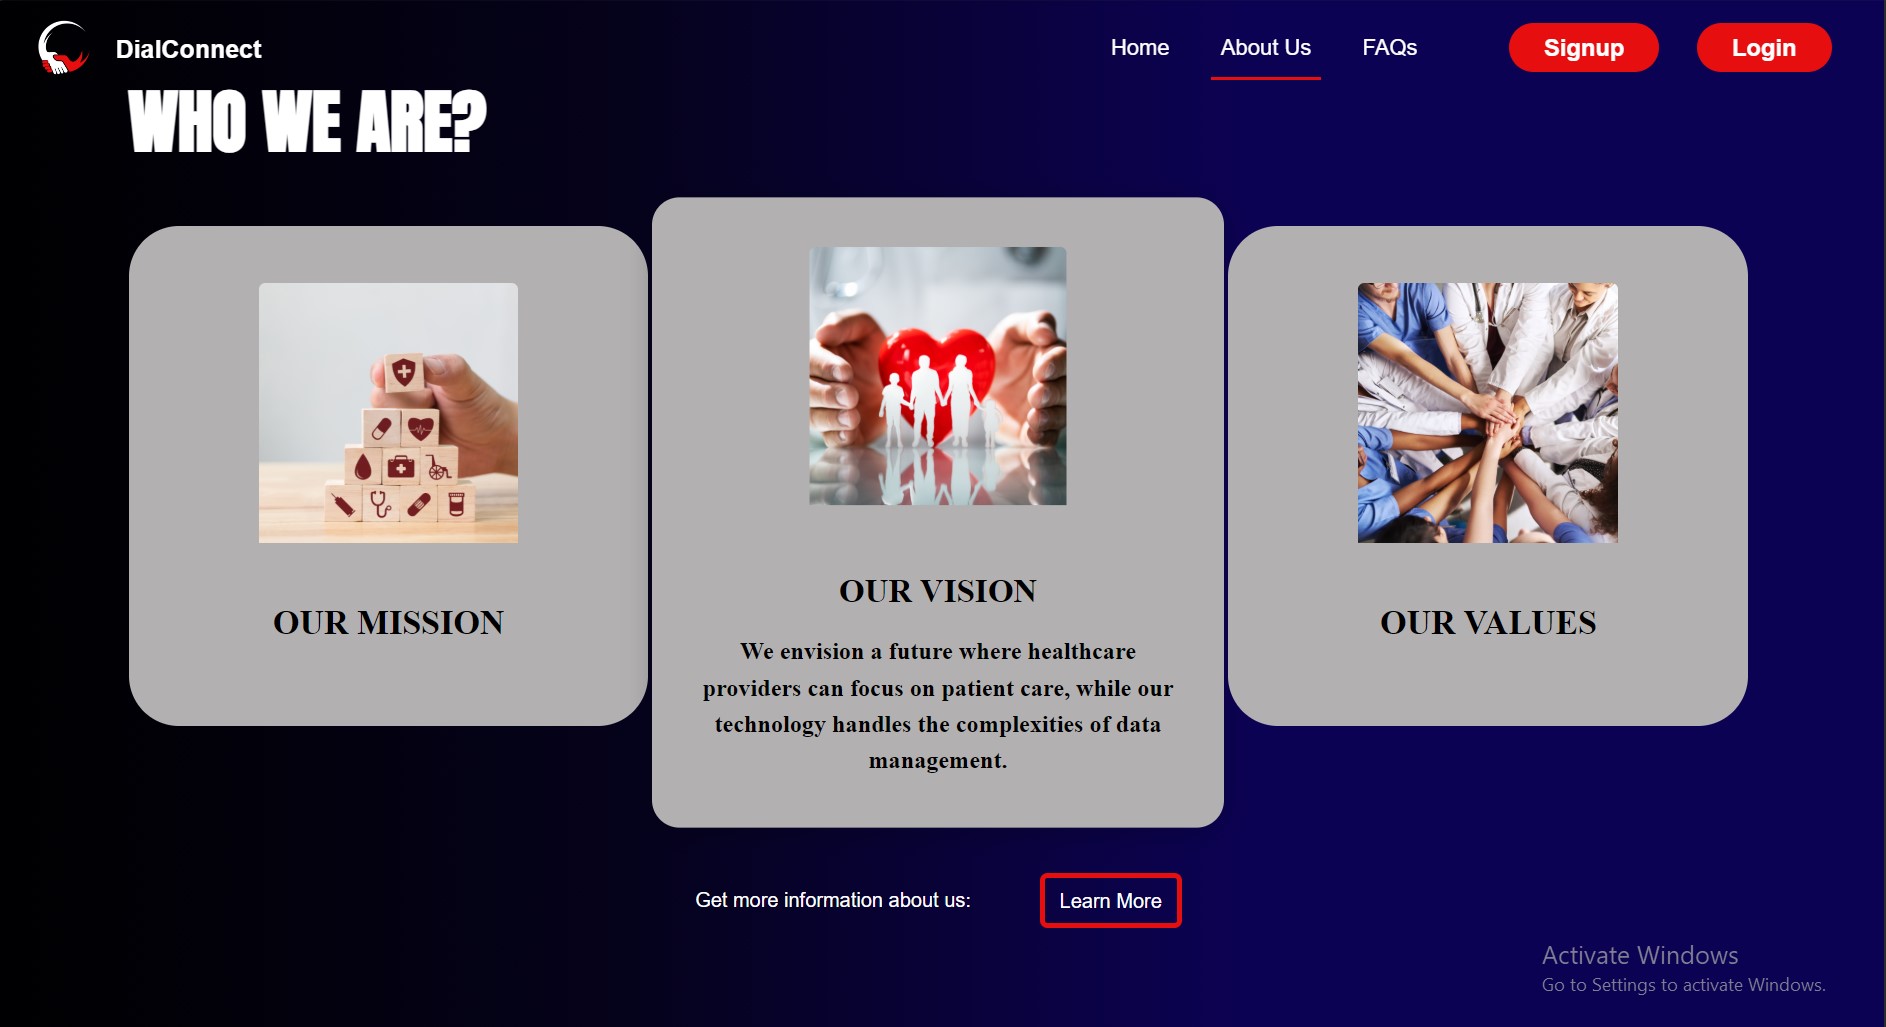 DialConnect
Home
About Us
FAQs
Signup
Login
WHO WE ARE?
OUR MISSION
OUR VISION
We envision a future where healthcare
providers can focus on patient care, while our
technology handles the complexities of data
management.
OUR VALUES
Get more information about us:
Learn More
Activate Windows
Go to Settings to activate Windows.